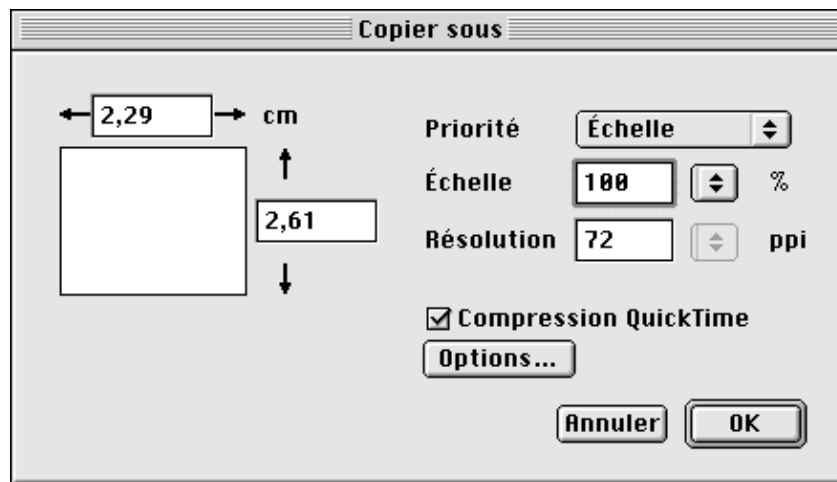 Copier sous
2,29 cm
2,61
Priorité Échelle
Échelle 100 %
Résolution 72 ppi
Compression QuickTime
Options...
Annuler OK